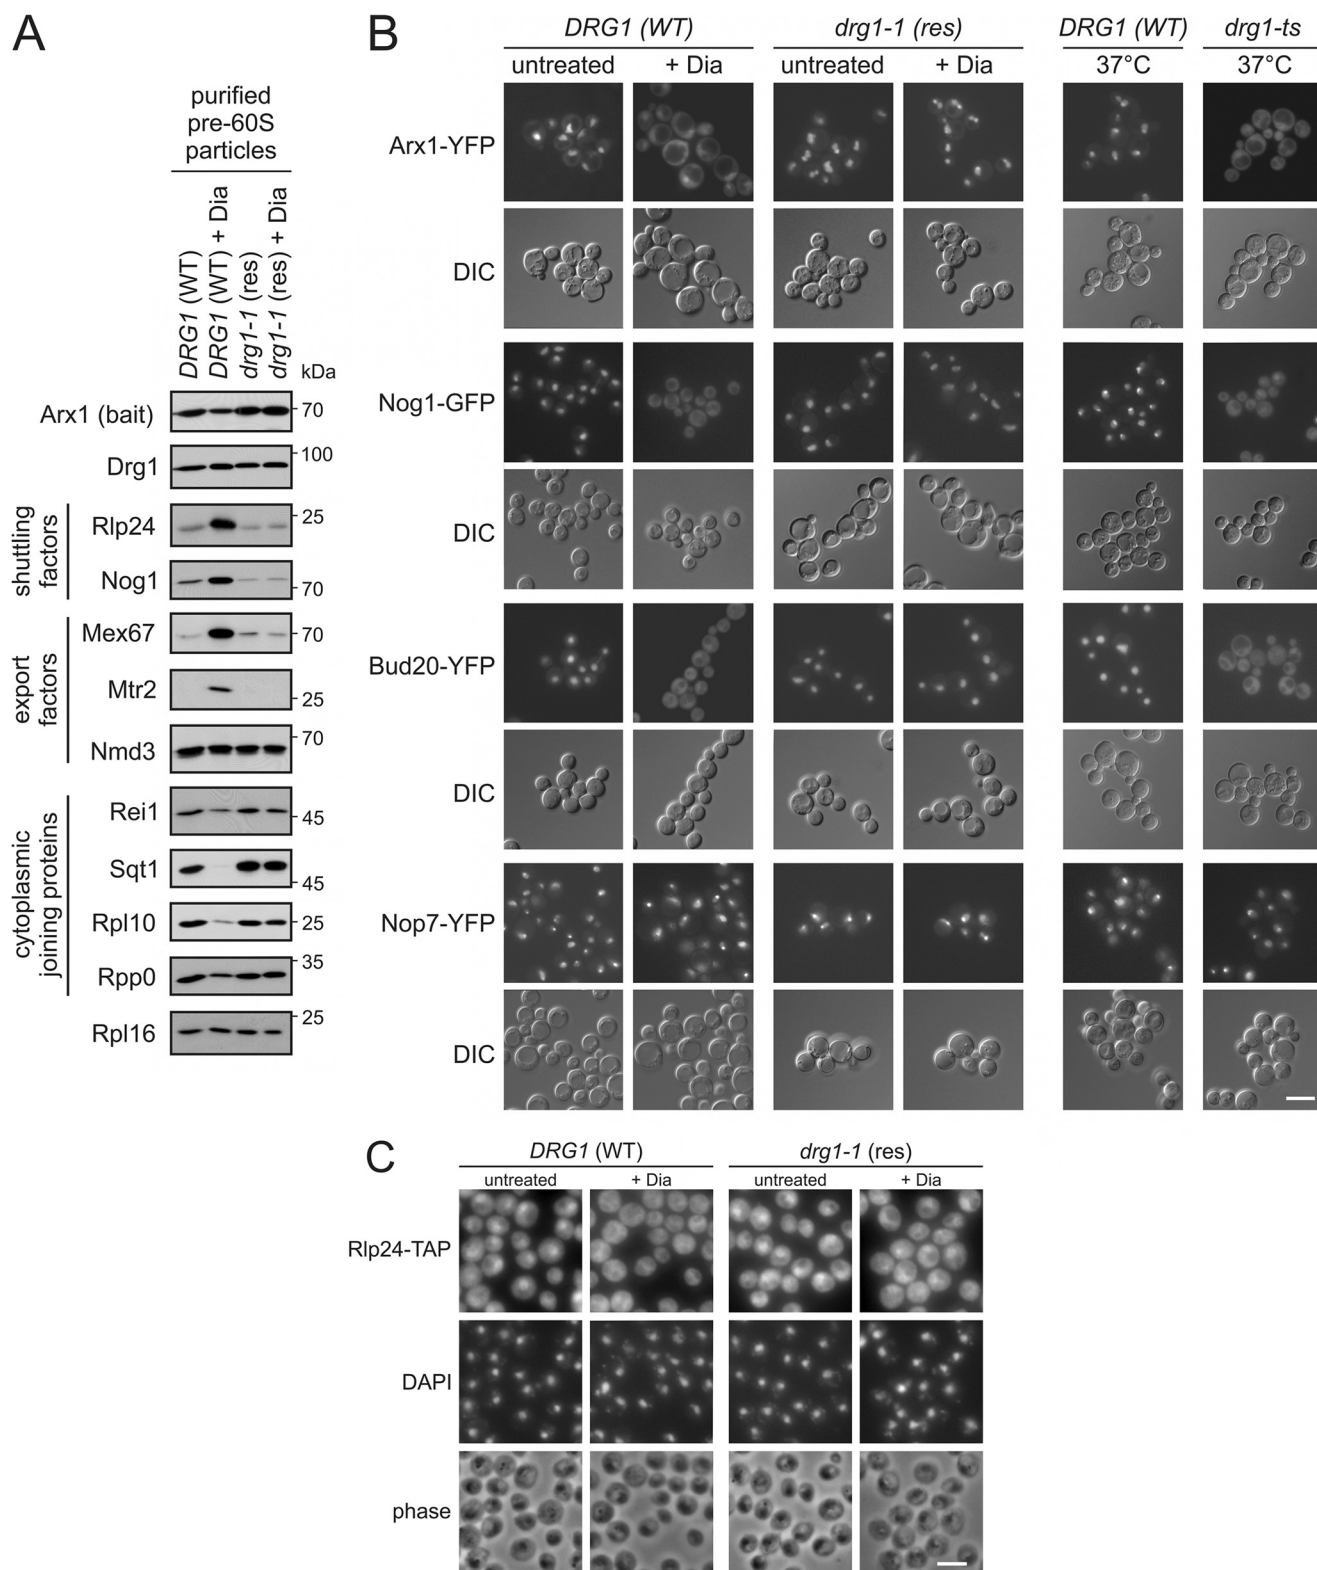 A
purified
pre-60S
particles
DRG1 (WT)
DRG1 (WT) + Dia
drg1-1 (res)
drg1-1 (res) + Dia
kDa
Arx1 (bait)
70
Drg1
100
shuttling
factors
Rlp24
25
Nog1
70
export
factors
Mex67
70
Mtr2
25
Nmd3
70
cytoplasmic
joining proteins
Rei1
45
Sqt1
45
Rpl10
25
Rpp0
35
Rpl16
25
B
DRG1 (WT)
drg1-1 (res)
DRG1 (WT)
drg1-ts
untreated
+ Dia
untreated
+ Dia
37°C
37°C
Arx1-YFP
DIC
Nog1-GFP
DIC
Bud20-YFP
DIC
Nop7-YFP
DIC
C
DRG1 (WT)
drg1-1 (res)
untreated
+ Dia
untreated
+ Dia
Rlp24-TAP
DAPI
phase